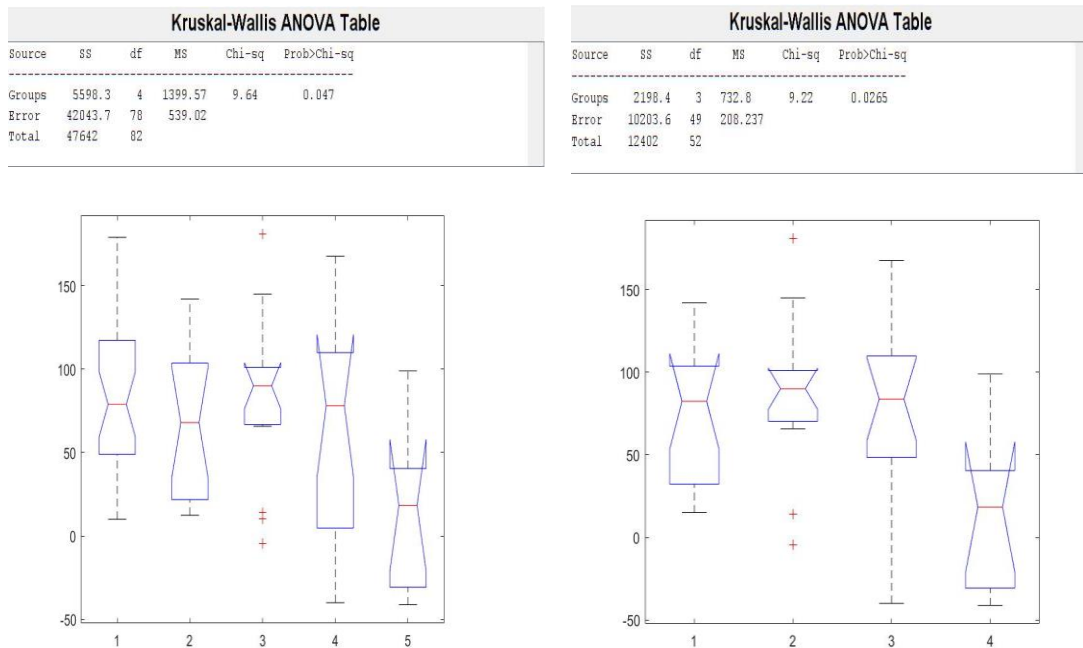 Kruskal-Wallis ANOVA Table
Source SS df MS Chi-sq Prob>Chi-sq
Groups 5598.3 4 1399.57 9.64 0.047
Error 42043.7 78 539.02
Total 47642 82
Kruskal-Wallis ANOVA Table
Source SS df MS Chi-sq Prob>Chi-sq
Groups 2198.4 3 732.8 9.22 0.0265
Error 10203.6 49 208.237
Total 12402 52
150
100
50
0
-50
1 2 3 4 5
150
100
50
0
-50
1 2 3 4